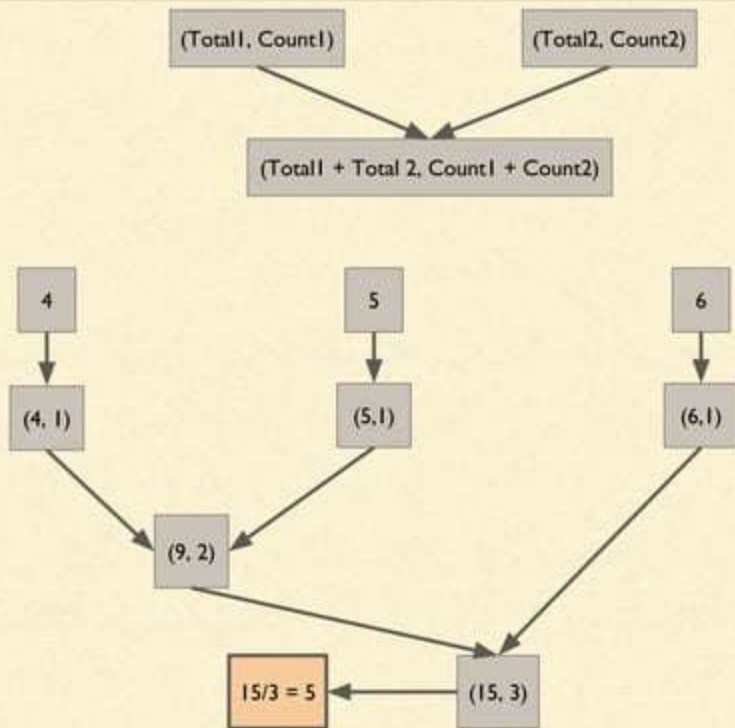 (Total1, Count1)
(Total2, Count2)
(Total1 + Total 2, Count1 + Count2)
4
5
6
(4, 1)
(5,1)
(6,1)
(9, 2)
15/3 = 5
(15, 3)